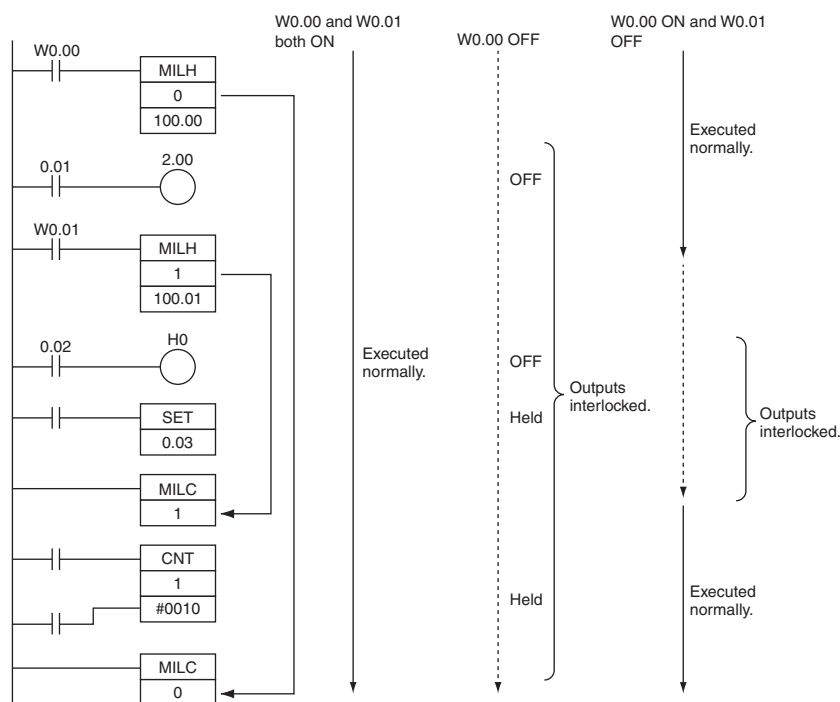 W0.00 and W0.01
both ON
W0.00 OFF
W0.00 ON and W0.01
OFF
W0.00
MILH
0
100.00
0.01
2.00
W0.01
MILH
1
100.01
0.02
H0
SET
0.03
MILC
1
CNT
1
#0010
MILC
0
Executed
normally.
OFF
OFF
Held
Held
Outputs
interlocked.
Executed
normally.
Outputs
interlocked.
Executed
normally.